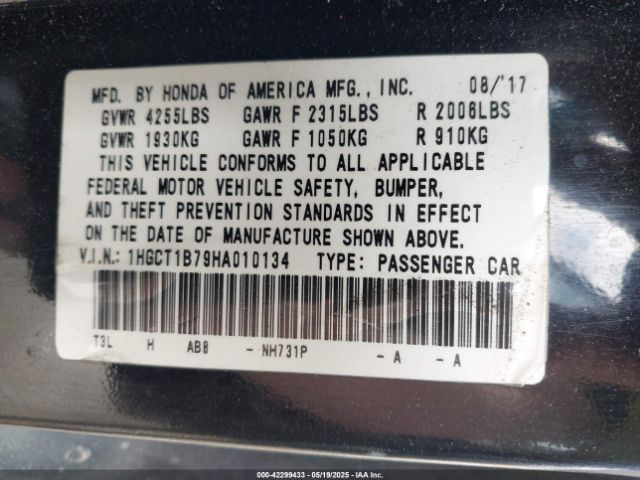 MFD. BY HONDA OF AMERICA MFG., INC. 08/'17
GVWR 4255LBS GAWR F 2315LBS R 2006LBS
GVWR 1930KG GAWR F 1050KG R 910KG
THIS VEHICLE CONFORMS TO ALL APPLICABLE
FEDERAL MOTOR VEHICLE SAFETY, BUMPER,
AND THEFT PREVENTION STANDARDS IN EFFECT
ON THE DATE OF MANUFACTURE SHOWN ABOVE.
V.I.N.: 1HGCT1B79HA010134 TYPE: PASSENGER CAR
T3L H AB8 - NH731P - A - A
000-42299433 - 05/19/2025 - IAA Inc.